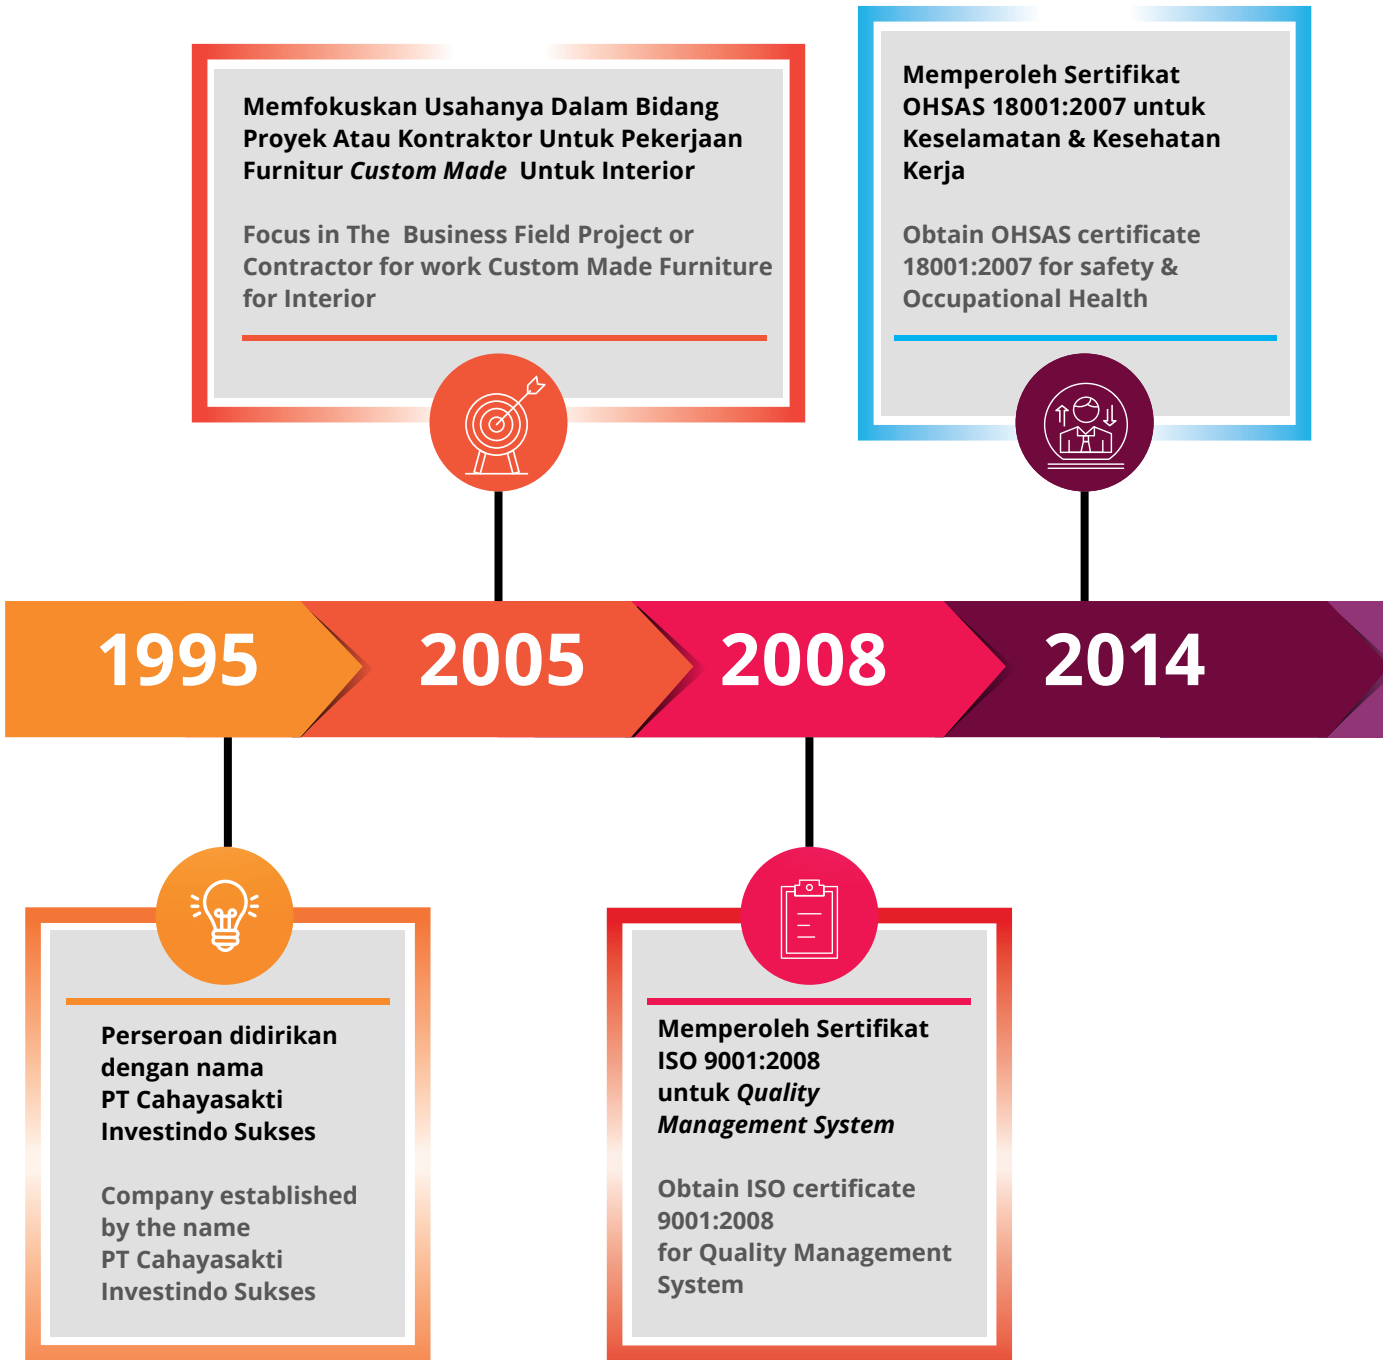 Memfokuskan Usahanya Dalam Bidang
Proyek Atau Kontraktor Untuk Pekerjaan
Furnitur Custom Made Untuk Interior
Focus in The Business Field Project or
Contractor for work Custom Made Furniture
for Interior
Memperoleh Sertifikat
OHSAS 18001:2007 untuk
Keselamatan & Kesehatan
Kerja
Obtain OHSAS certificate
18001:2007 for safety &
Occupational Health
1995
2005
2008
2014
Perseroan didirikan
dengan nama
PT Cahayasakti
Investindo Sukses
Company established
by the name
PT Cahayasakti
Investindo Sukses
Memperoleh Sertifikat
ISO 9001:2008
untuk Quality
Management System
Obtain ISO certificate
9001:2008
for Quality Management
System